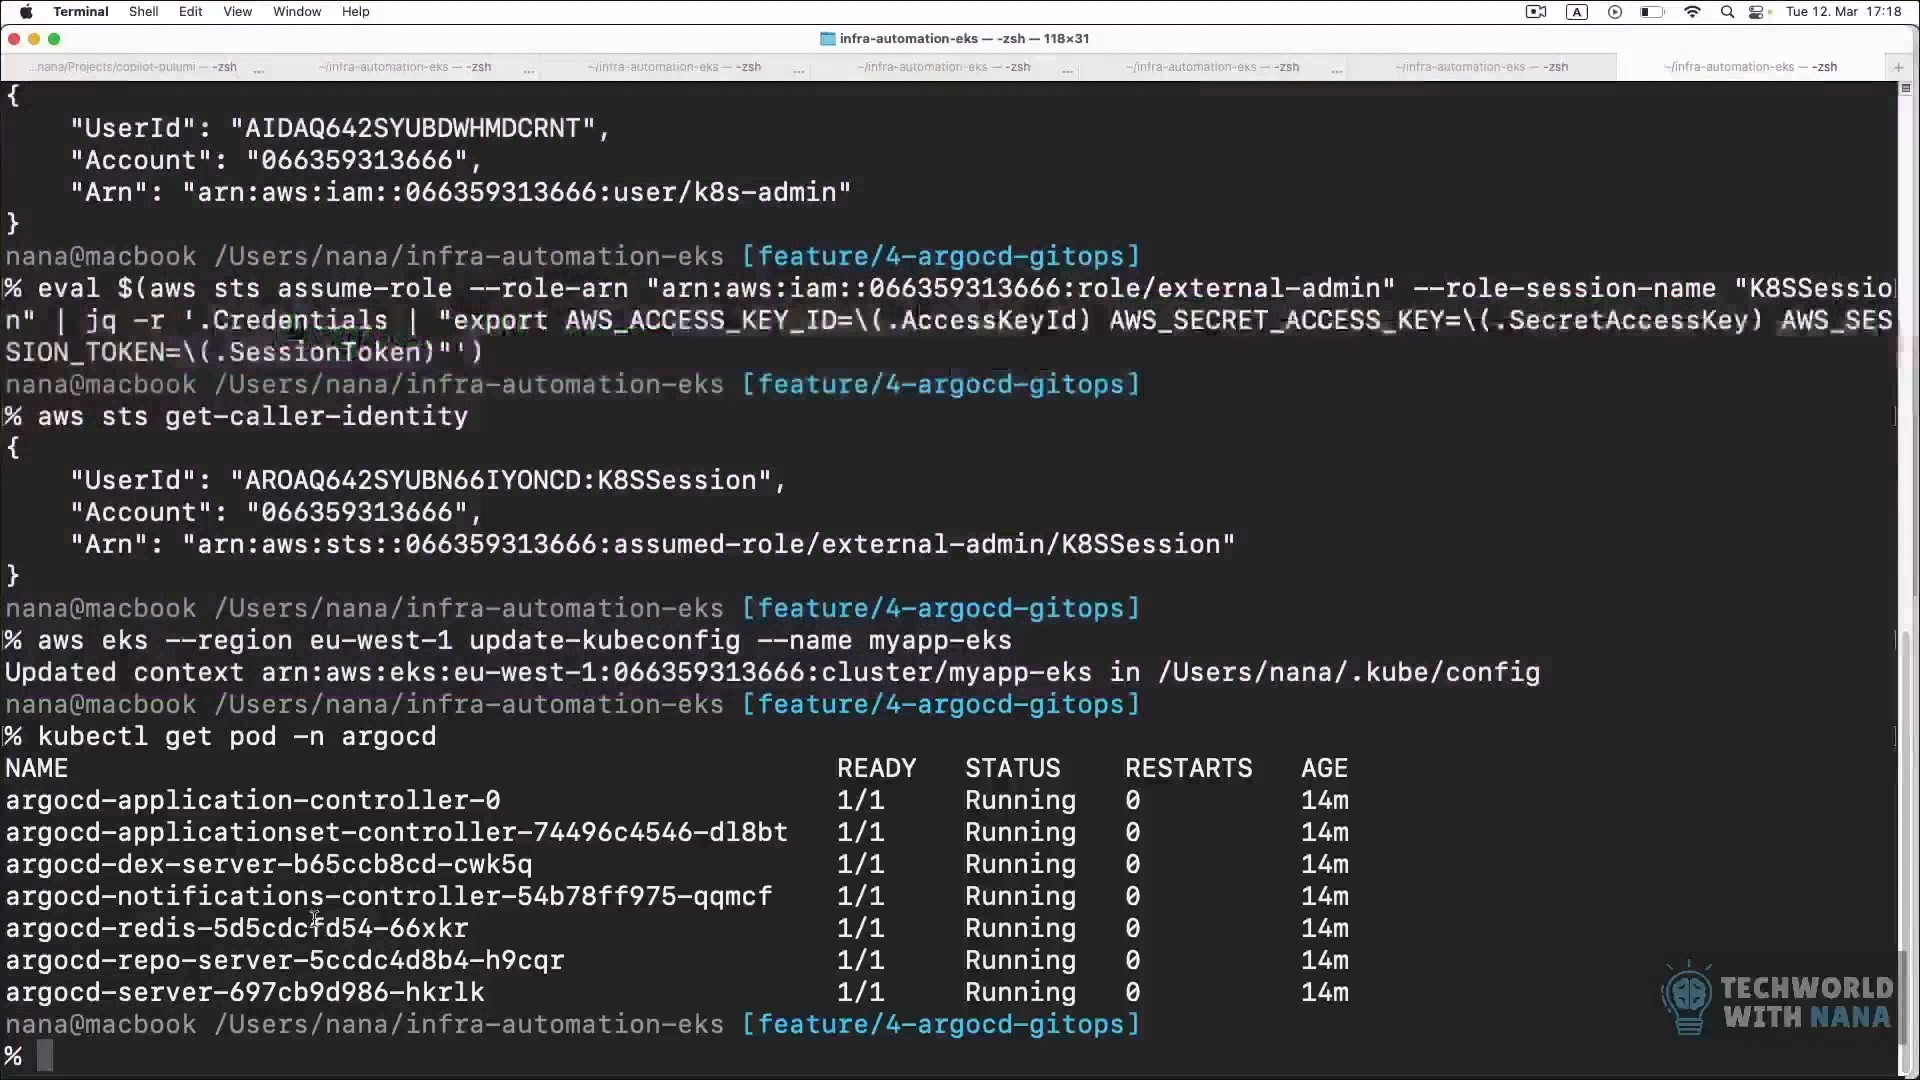 Terminal Shell Edit View Window Help Tue 12. Mar 17:18
infra-automation-eks — -zsh — 118×31
...nana/Projects/copilot-pulumi — -zsh ... ~/infra-automation-eks — -zsh ... ~/infra-automation-eks — -zsh ... ~/infra-automation-eks — -zsh ... ~/infra-automation-eks — -zsh ... ~/infra-automation-eks — -zsh ~/infra-automation-eks — -zsh +
{
"UserId": "AIDAQ642SYUBDWHMDCRNT",
"Account": "066359313666",
"Arn": "arn:aws:iam::066359313666:user/k8s-admin"
}
nana@macbook /Users/nana/infra-automation-eks [feature/4-argocd-gitops]
% eval $(aws sts assume-role --role-arn "arn:aws:iam::066359313666:role/external-admin" --role-session-name "K8SSessio
n" | jq -r '.Credentials | "export AWS_ACCESS_KEY_ID=\(.AccessKeyId) AWS_SECRET_ACCESS_KEY=\(.SecretAccessKey) AWS_SES
SION_TOKEN=\(.SessionToken)"')
nana@macbook /Users/nana/infra-automation-eks [feature/4-argocd-gitops]
% aws sts get-caller-identity
{
"UserId": "AROAQ642SYUBN66IYONCD:K8SSession",
"Account": "066359313666",
"Arn": "arn:aws:sts::066359313666:assumed-role/external-admin/K8SSession"
}
nana@macbook /Users/nana/infra-automation-eks [feature/4-argocd-gitops]
% aws eks --region eu-west-1 update-kubeconfig --name myapp-eks
Updated context arn:aws:eks:eu-west-1:066359313666:cluster/myapp-eks in /Users/nana/.kube/config
nana@macbook /Users/nana/infra-automation-eks [feature/4-argocd-gitops]
% kubectl get pod -n argocd
NAME READY STATUS RESTARTS AGE
argocd-application-controller-0 1/1 Running 0 14m
argocd-applicationset-controller-74496c4546-dl8bt 1/1 Running 0 14m
argocd-dex-server-b65ccb8cd-cwk5q 1/1 Running 0 14m
argocd-notifications-controller-54b78ff975-qqmcf 1/1 Running 0 14m
argocd-redis-5d5cdcfd54-66xkr 1/1 Running 0 14m
argocd-repo-server-5ccdc4d8b4-h9cqr 1/1 Running 0 14m
argocd-server-697cb9d986-hkrlk 1/1 Running 0 14m
nana@macbook /Users/nana/infra-automation-eks [feature/4-argocd-gitops]
%
TECHWORLD
WITH NANA